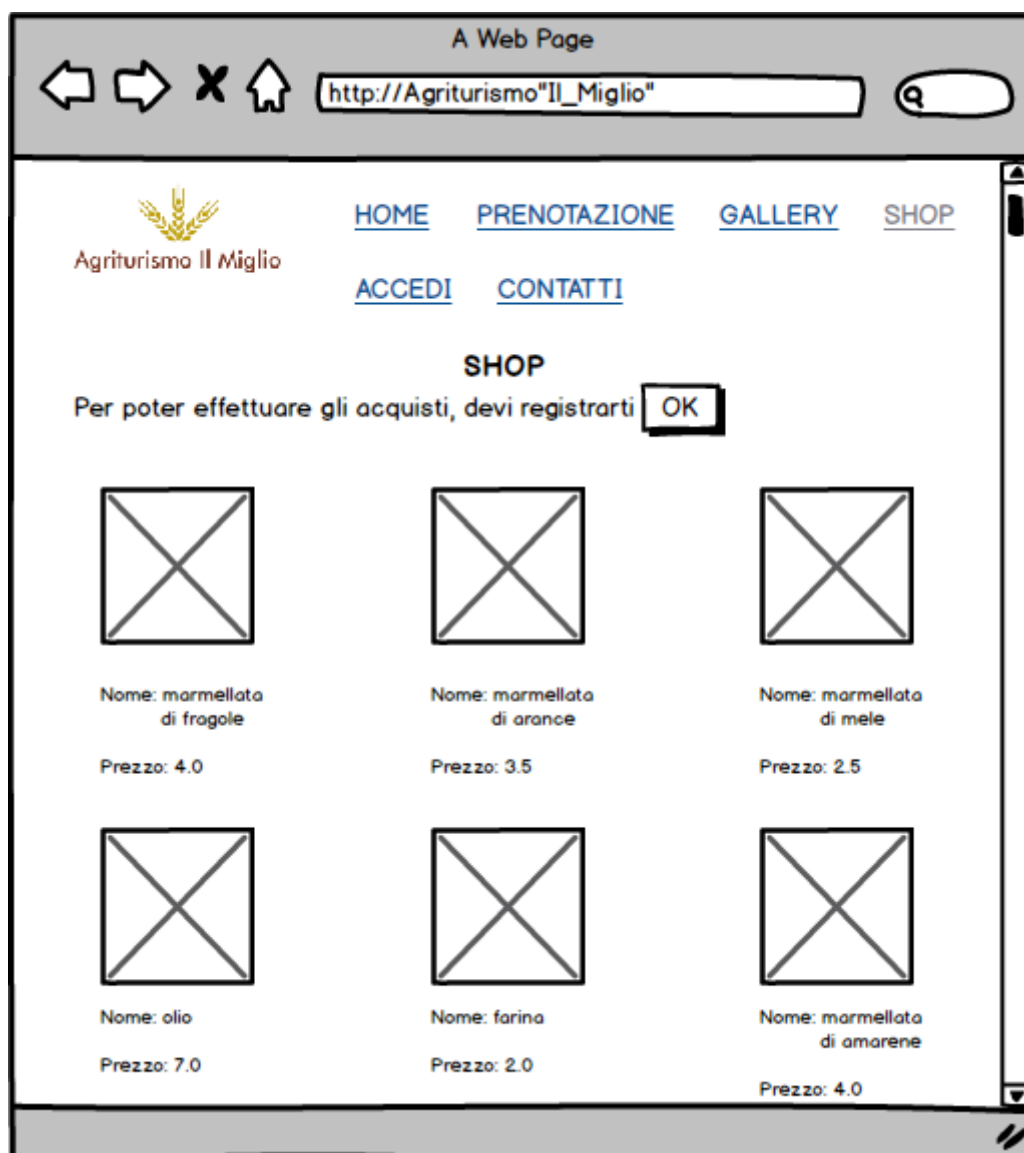 A Web Page
http://Agriturismo"Il_Miglio"
Agriturismo Il Miglio
HOME PRENOTAZIONE GALLERY SHOP
ACCEDI CONTATTI
SHOP
Per poter effettuare gli acquisti, devi registrarti OK
Nome: marmellata
di fragole
Prezzo: 4.0
Nome: marmellata
di arance
Prezzo: 3.5
Nome: marmellata
di mele
Prezzo: 2.5
Nome: olio
Prezzo: 7.0
Nome: farina
Prezzo: 2.0
Nome: marmellata
di amarene
Prezzo: 4.0